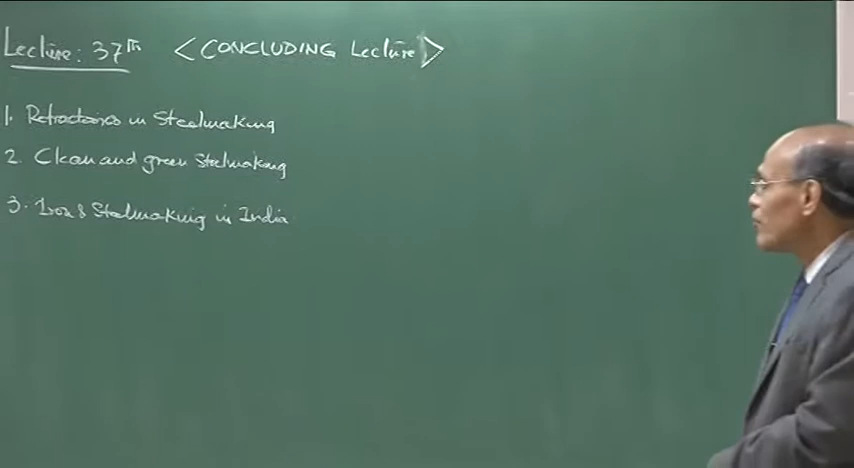 Lecture: 37th <CONCLUDING Lecture>
1. Refractories in Steelmaking
2. Clean and green Steelmaking
3. Iron & Steelmaking in India